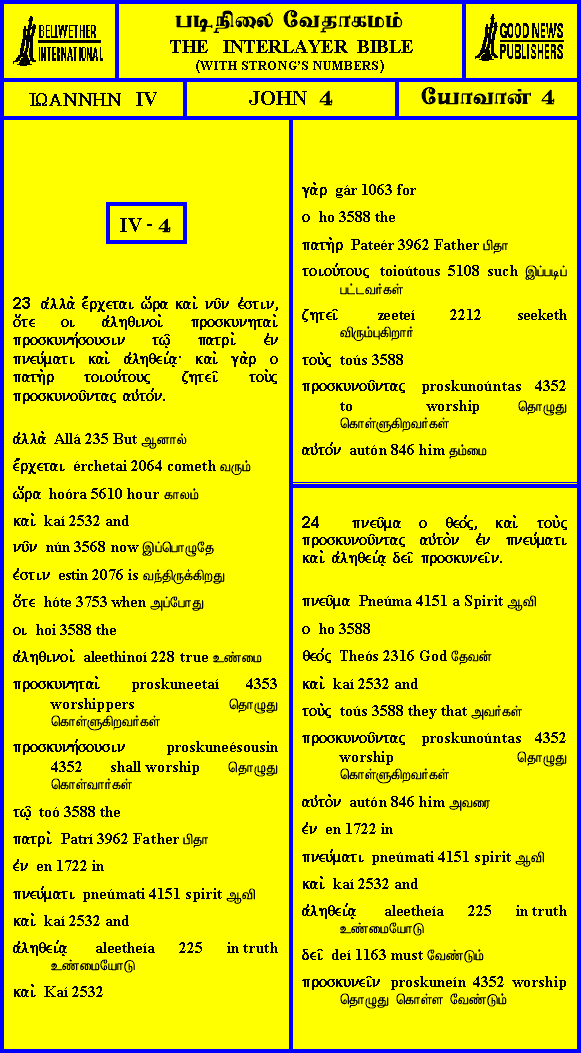 BELLWETHER
INTERNATIONAL
படிநிலை வேதாகமம்
THE INTERLAYER BIBLE
(WITH STRONG'S NUMBERS)
GOOD NEWS
PUBLISHERS
ΙΩΑΝΝΗΝ IV
JOHN 4
யோவான் 4
IV - 4
23 ἀλλὰ ἔρχεται ὥρα καὶ νῦν ἐστιν,
ὅτε οι ἀληθινοὶ προσκυνηταὶ
προσκυνήσουσιν τῷ πατρὶ ἐν
πνεύματι καὶ ἀληθείᾳ· καὶ γὰρ ο
πατὴρ τοιούτους ζητεῖ τοὺς
προσκυνοῦντας αὐτόν.
ἀλλὰ Allá 235 But ஆனால்
ἔρχεται érchetai 2064 cometh வரும்
ὥρα hoóra 5610 hour காலம்
καὶ kaí 2532 and
νῦν nún 3568 now இப்பொழுதே
ἐστιν estin 2076 is வந்திருக்கிறது
ὅτε hóte 3753 when அப்போது
οι hoi 3588 the
ἀληθινοὶ aleethinoí 228 true உண்மை
προσκυνηταὶ proskuneetaí 4353
worshippers தொழுது
கொள்ளுகிறவர்கள்
προσκυνήσουσιν proskuneésousin
4352 shall worship தொழுது
கொள்வார்கள்
τῷ toó 3588 the
πατρὶ Patrí 3962 Father பிதா
ἐν en 1722 in
πνεύματι pneúmati 4151 spirit ஆவி
καὶ kaí 2532 and
ἀληθείᾳ aleetheía 225 in truth
உண்மையோடு
καὶ Kaí 2532
γὰρ gár 1063 for
ο ho 3588 the
πατὴρ Pateér 3962 Father பிதா
τοιούτους toioútous 5108 such இப்படிப்
பட்டவர்கள்
ζητεῖ zeeteí 2212 seeketh
விரும்புகிறார்
τοὺς toús 3588
προσκυνοῦντας proskunoúntas 4352
to worship தொழுது
கொள்ளுகிறவர்கள்
αὐτόν autón 846 him தம்மை
24 πνεῦμα ο θεός, καὶ τοὺς
προσκυνοῦντας αὐτὸν ἐν πνεύματι
καὶ ἀληθείᾳ δεῖ προσκυνεῖν.
πνεῦμα Pneúma 4151 a Spirit ஆவி
ο ho 3588
θεός Theós 2316 God தேவன்
καὶ kaí 2532 and
τοὺς toús 3588 they that அவர்கள்
προσκυνοῦντας proskunoúntas 4352
worship தொழுது
கொள்ளுகிறவர்கள்
αὐτὸν autón 846 him அவரை
ἐν en 1722 in
πνεύματι pneúmati 4151 spirit ஆவி
καὶ kaí 2532 and
ἀληθείᾳ aleetheía 225 in truth
உண்மையோடு
δεῖ deí 1163 must வேண்டும்
προσκυνεῖν proskuneín 4352 worship
தொழுது கொள்ள வேண்டும்